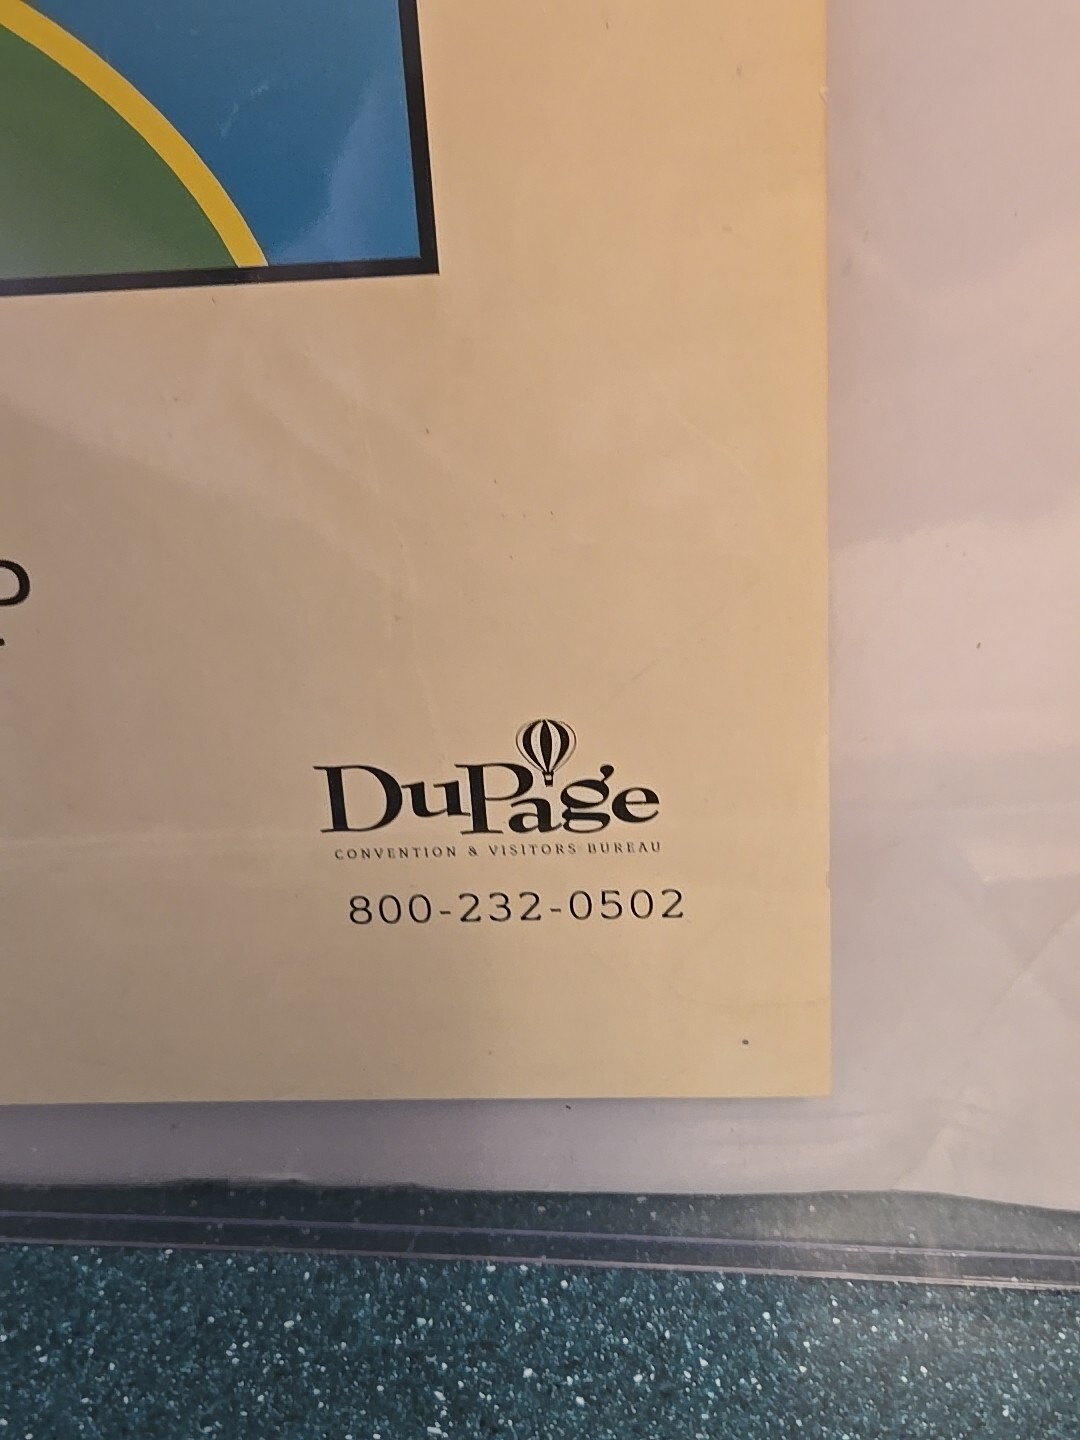 DuPage
CONVENTION & VISITORS BUREAU
800-232-0502